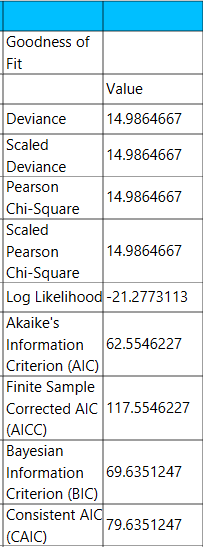 Goodness of
Fit
Value
Deviance 14.9864667
Scaled
Deviance 14.9864667
Pearson
Chi-Square 14.9864667
Scaled
Pearson
Chi-Square 14.9864667
Log Likelihood -21.2773113
Akaike's
Information
Criterion (AIC) 62.5546227
Finite Sample
Corrected AIC
(AICC) 117.5546227
Bayesian
Information
Criterion (BIC) 69.6351247
Consistent AIC
(CAIC) 79.6351247